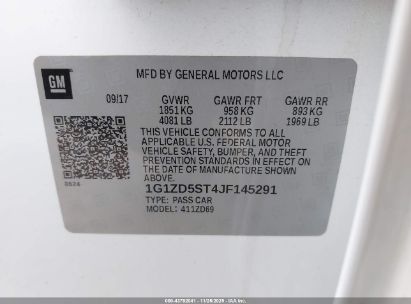 GM
MFD BY GENERAL MOTORS LLC
09/17 GVWR GAWR FRT GAWR RR
1851 KG 958 KG 893 KG
4081 LB 2112 LB 1969 LB
THIS VEHICLE CONFORMS TO ALL
APPLICABLE U.S. FEDERAL MOTOR
VEHICLE SAFETY, BUMPER, AND THEFT
PREVENTION STANDARDS IN EFFECT ON
THE DATE OF MANUFACTURE SHOWN
ABOVE.
1G1ZD5ST4JF145291
TYPE: PASS CAR
MODEL: 411ZD69